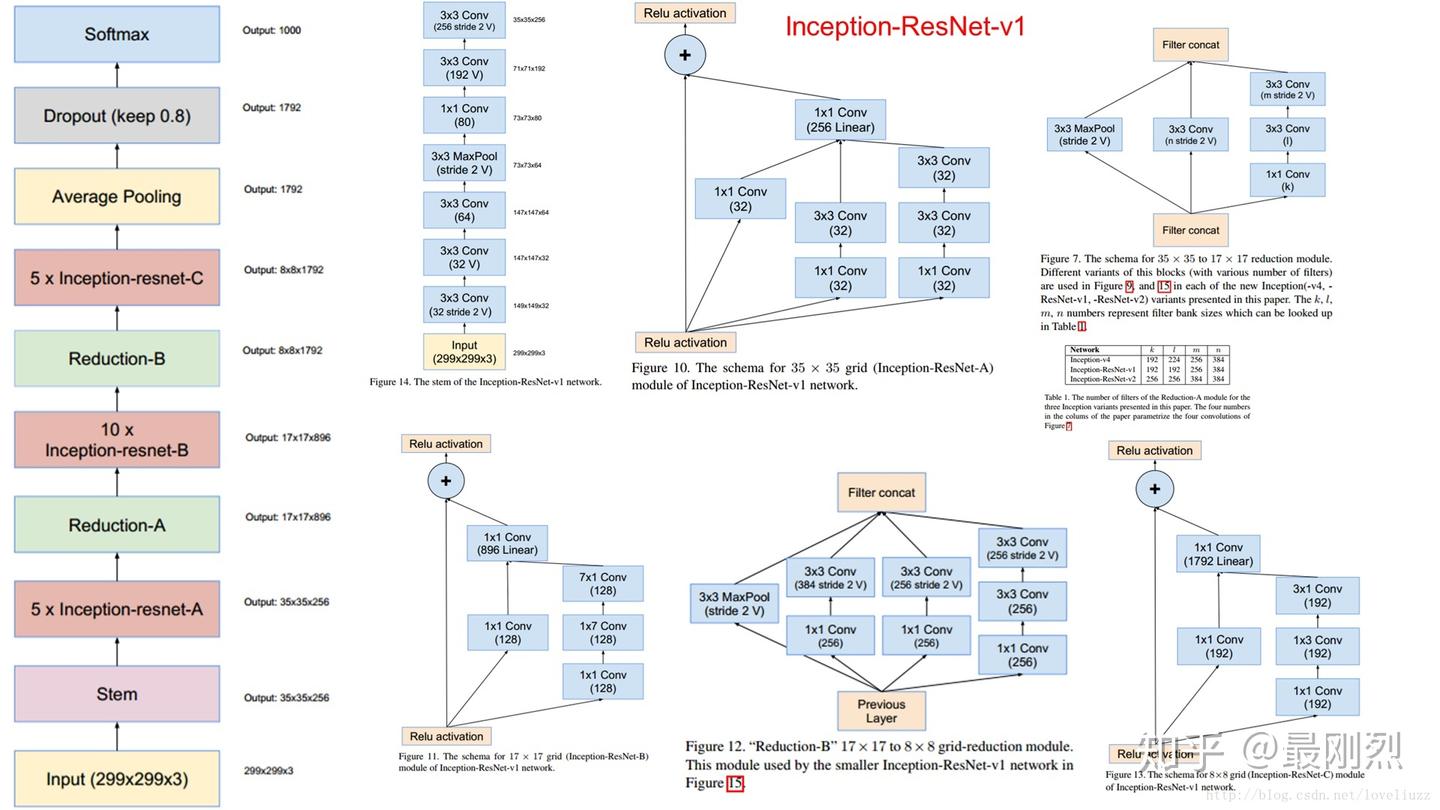 Inception-ResNet-v1
Softmax
Output: 1000
Dropout (keep 0.8)
Output: 1792
Average Pooling
Output: 1792
5 x Inception-resnet-C
Output: 8x8x1792
Reduction-B
Output: 8x8x1792
10 x
Inception-resnet-B
Output: 17x17x896
Reduction-A
Output: 17x17x896
5 x Inception-resnet-A
Output: 35x35x256
Stem
Output: 35x35x256
Input (299x299x3)
299x299x3
3x3 Conv
(256 stride 2 V)
35x35x256
3x3 Conv
(192 V)
71x71x192
1x1 Conv
(80)
73x73x80
3x3 MaxPool
(stride 2 V)
73x73x64
3x3 Conv
(64)
147x147x64
3x3 Conv
(32 V)
147x147x32
3x3 Conv
(32 stride 2 V)
149x149x32
Input
(299x299x3)
299x299x3
Figure 14. The stem of the Inception-ResNet-v1 network.
Relu activation
+
1x1 Conv
(256 Linear)
3x3 Conv
(32)
1x1 Conv
(32)
3x3 Conv
(32)
3x3 Conv
(32)
1x1 Conv
(32)
1x1 Conv
(32)
Relu activation
Figure 10. The schema for 35 × 35 grid (Inception-ResNet-A)
module of Inception-ResNet-v1 network.
Filter concat
3x3 Conv
(m stride 2 V)
3x3 MaxPool
(stride 2 V)
3x3 Conv
(n stride 2 V)
3x3 Conv
(l)
1x1 Conv
(k)
Filter concat
Figure 7. The schema for 35 × 35 to 17 × 17 reduction module.
Different variants of this blocks (with various number of filters)
are used in Figure 9, and 15 in each of the new Inception(-v4, -
ResNet-v1, -ResNet-v2) variants presented in this paper. The k, l,
m, n numbers represent filter bank sizes which can be looked up
in Table 1.
Network k l m n
Inception-v4 192 224 256 384
Inception-ResNet-v1 192 192 256 384
Inception-ResNet-v2 256 256 384 384
Table 1. The number of filters of the Reduction-A module for the
three Inception variants presented in this paper. The four numbers
in the colums of the paper parametrize the four convolutions of
Figure 7
Relu activation
+
1x1 Conv
(896 Linear)
7x1 Conv
(128)
1x1 Conv
(128)
1x7 Conv
(128)
1x1 Conv
(128)
Relu activation
Figure 11. The schema for 17 × 17 grid (Inception-ResNet-B)
module of Inception-ResNet-v1 network.
Filter concat
3x3 Conv
(256 stride 2 V)
3x3 MaxPool
(stride 2 V)
3x3 Conv
(384 stride 2 V)
3x3 Conv
(256 stride 2 V)
3x3 Conv
(256)
1x1 Conv
(256)
1x1 Conv
(256)
1x1 Conv
(256)
Previous
Layer
Figure 12. “Reduction-B” 17 × 17 to 8 × 8 grid-reduction module.
This module used by the smaller Inception-ResNet-v1 network in
Figure 15.
Relu activation
+
1x1 Conv
(1792 Linear)
3x1 Conv
(192)
1x1 Conv
(192)
1x3 Conv
(192)
1x1 Conv
(192)
Relu activation
Figure 13. The schema for 8×8 grid (Inception-ResNet-C) module
of Inception-ResNet-v1 network.
知乎 @最刚烈
http://blog.csdn.net/loveliuzz